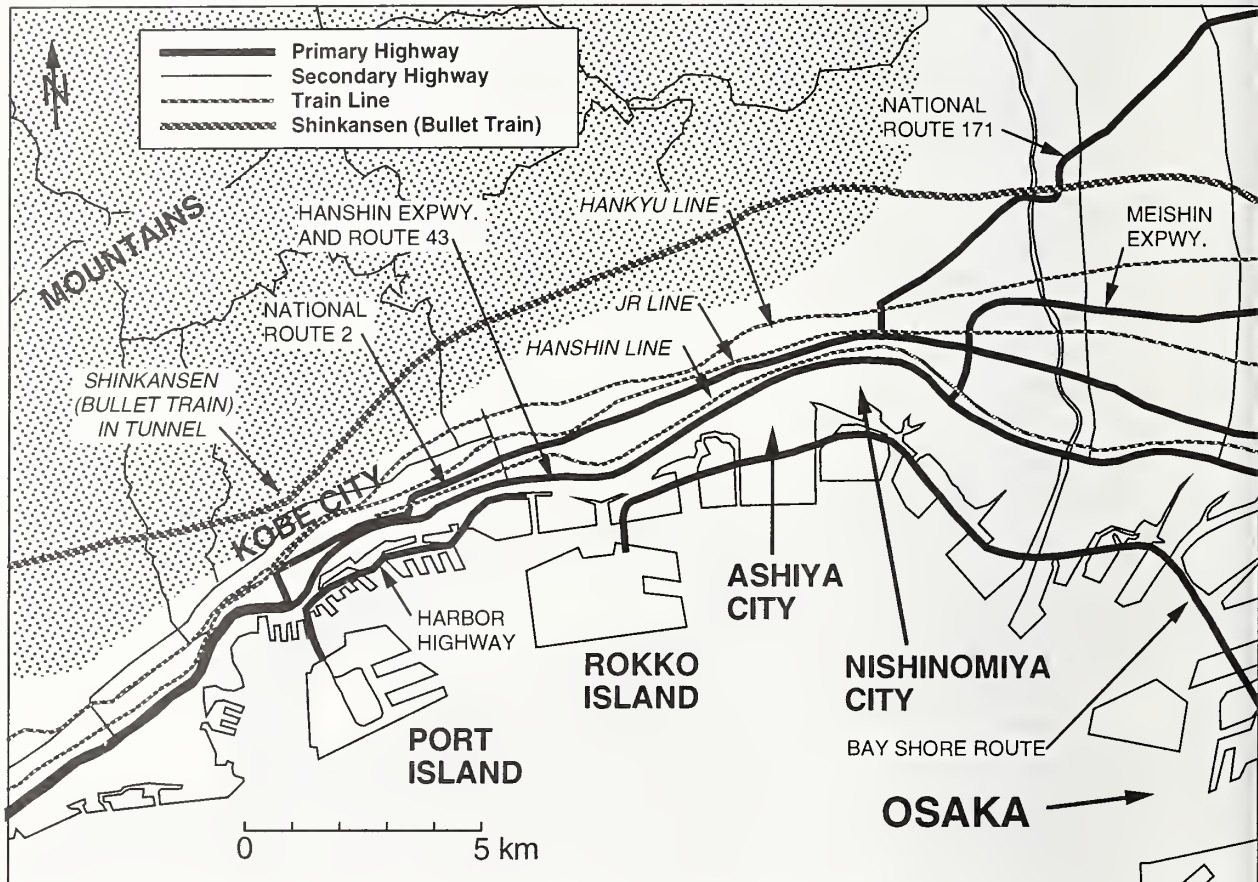 N
Primary Highway
Secondary Highway
Train Line
Shinkansen (Bullet Train)
NATIONAL
ROUTE 171
MOUNTAINS
HANSHIN EXPWY.
AND ROUTE 43
HANKYU LINE
MEISHIN
EXPWY.
NATIONAL
ROUTE 2
JR LINE
HANSHIN LINE
SHINKANSEN
(BULLET TRAIN)
IN TUNNEL
KOBE CITY
HARBOR
HIGHWAY
ASHIYA
CITY
ROKKO
ISLAND
NISHINOMIYA
CITY
PORT
ISLAND
BAY SHORE ROUTE
OSAKA
0 5 km